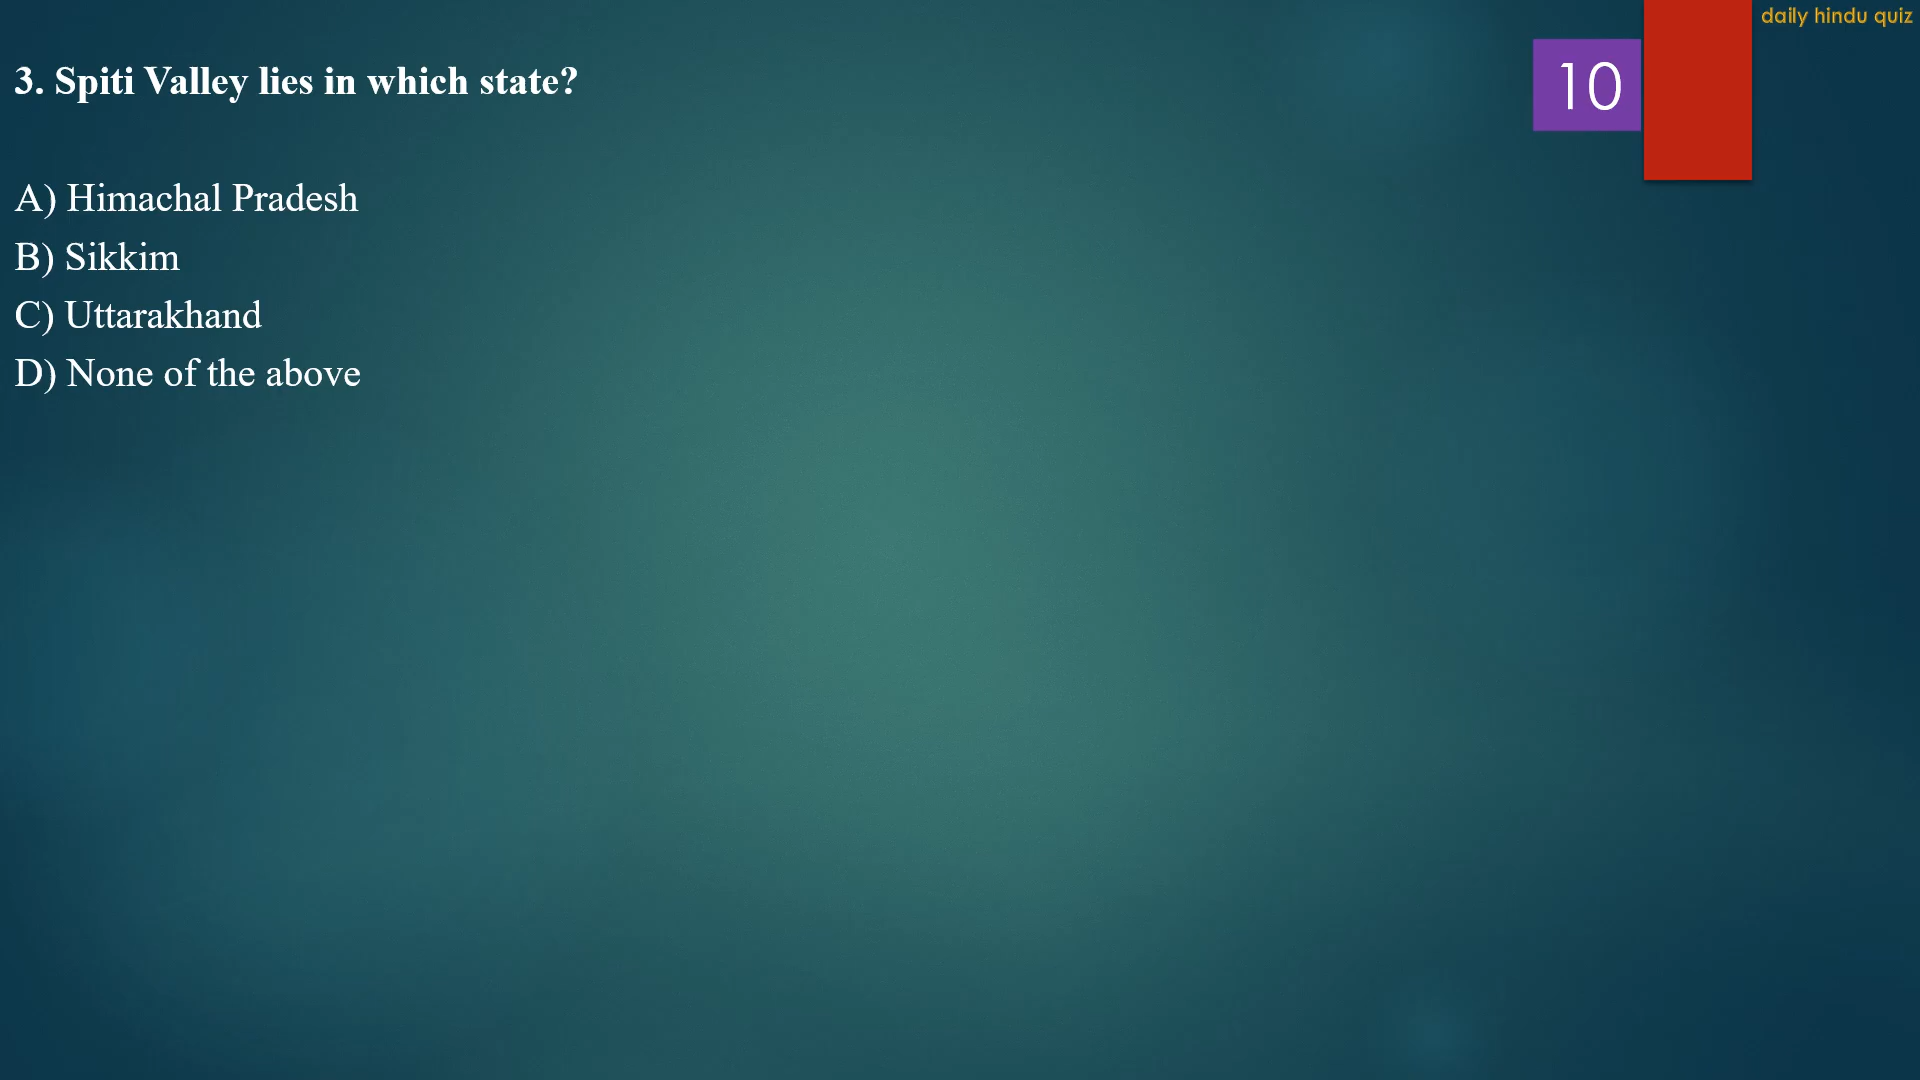 daily hindu quiz
3. Spiti Valley lies in which state?
10
A) Himachal Pradesh
B) Sikkim
C) Uttarakhand
D) None of the above